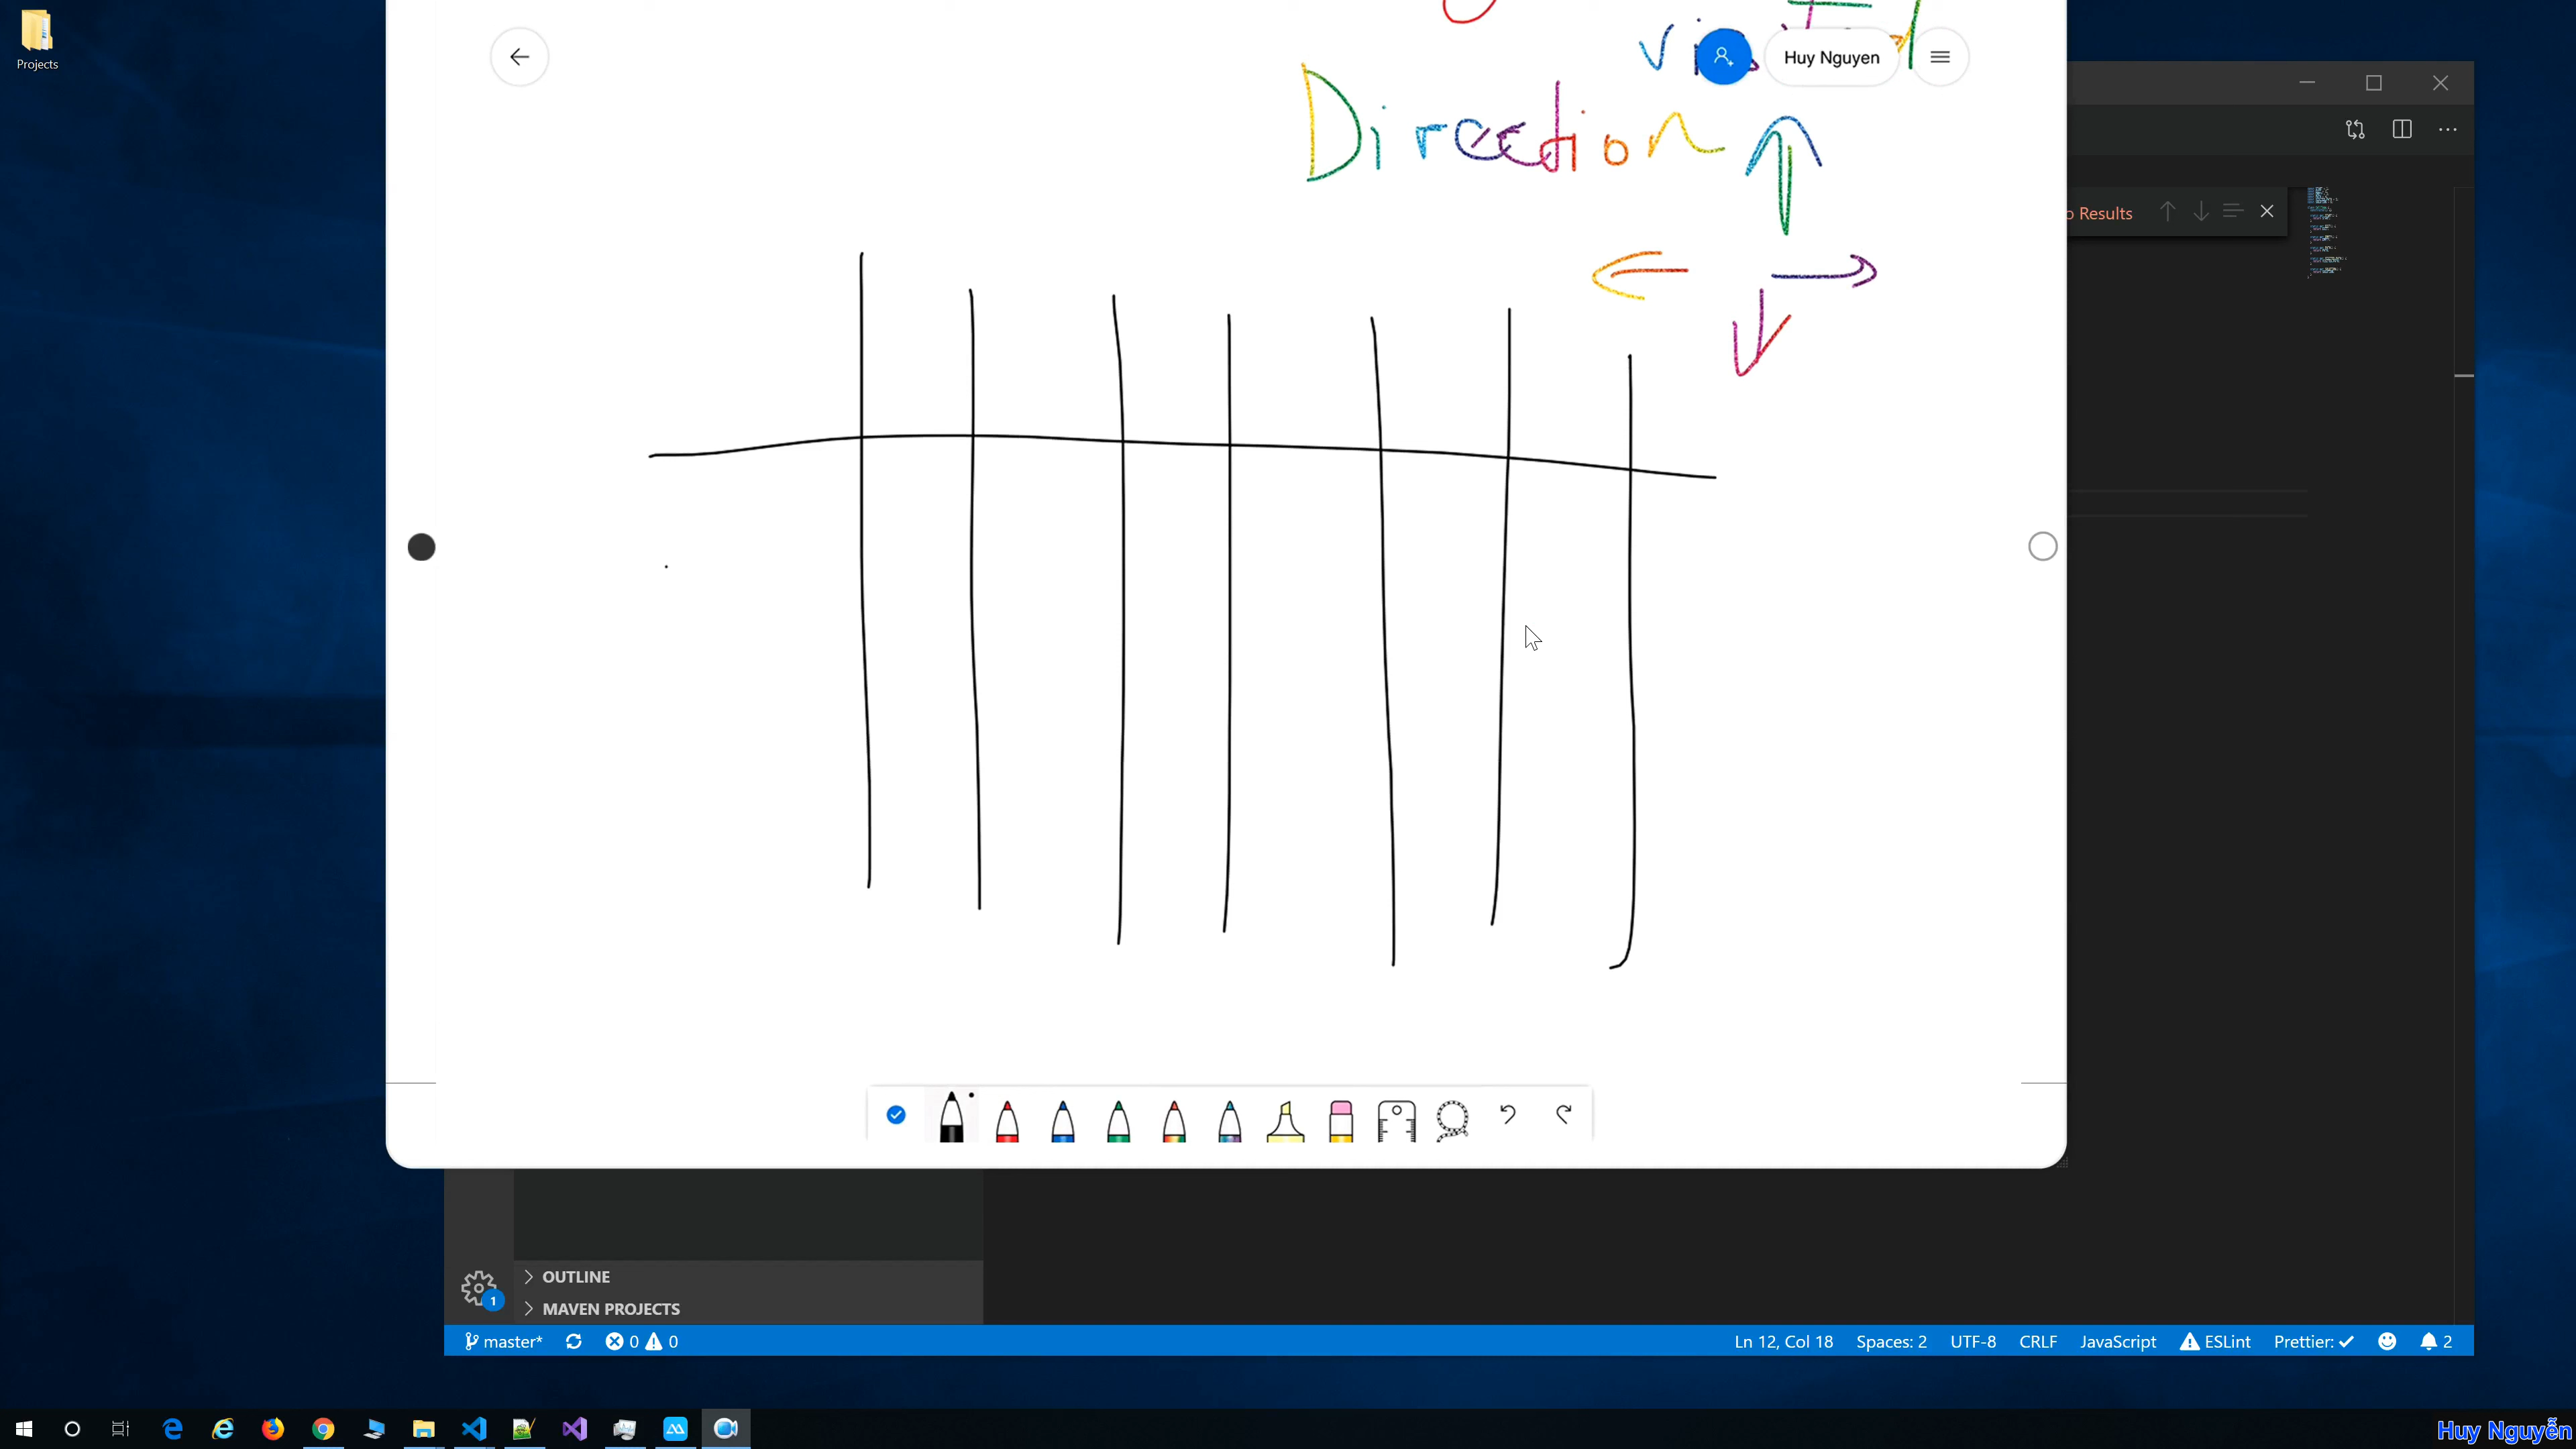 Projects
Huy Nguyen
Direction
Results
OUTLINE
MAVEN PROJECTS
1
master* 0 0 Ln 12, Col 18 Spaces: 2 UTF-8 CRLF JavaScript ESLint Prettier: 2
Huy Nguyễn